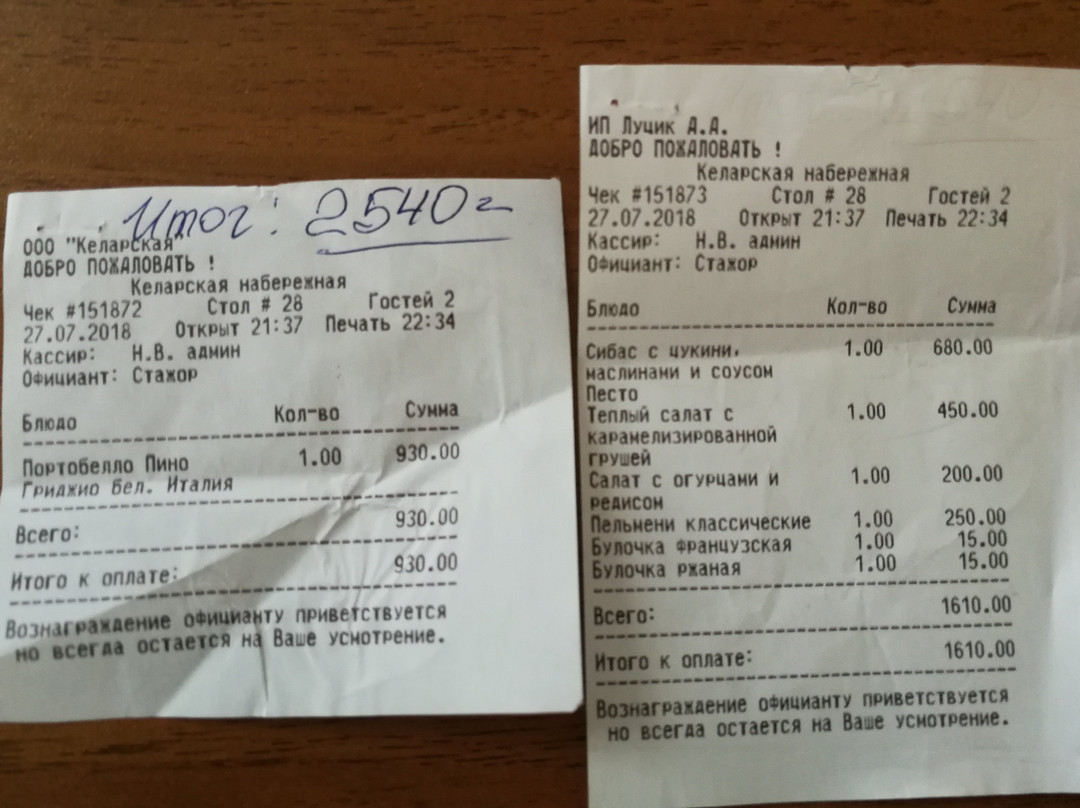 Итог: 2540=
ООО "Келарская"
ДОБРО ПОЖАЛОВАТЬ !
Келарская набережная
Чек #151872 Стол # 28 Гостей 2
27.07.2018 Открыт 21:37 Печать 22:34
Кассир: Н.В. админ
Официант: Стажор
Блюдо Кол-во Сумма
Портобелло Пино 1.00 930.00
Гриджио бел. Италия
Всего: 930.00
Итого к оплате: 930.00
Вознаграждение официанту приветствуется
но всегда остается на Ваше усмотрение.
ИП Луцик А.А.
ДОБРО ПОЖАЛОВАТЬ !
Келарская набережная
Чек #151873 Стол # 28 Гостей 2
27.07.2018 Открыт 21:37 Печать 22:34
Кассир: Н.В. админ
Официант: Стажор
Блюдо Кол-во Сумма
Сибас с цукини, 1.00 680.00
маслинами и соусом
Песто
Теплый салат с 1.00 450.00
карамелизированной
грушей
Салат с огурцами и 1.00 200.00
редисом
Пельмени классические 1.00 250.00
Булочка французская 1.00 15.00
Булочка ржаная 1.00 15.00
Всего: 1610.00
Итого к оплате: 1610.00
Вознаграждение официанту приветствуется
но всегда остается на Ваше усмотрение.